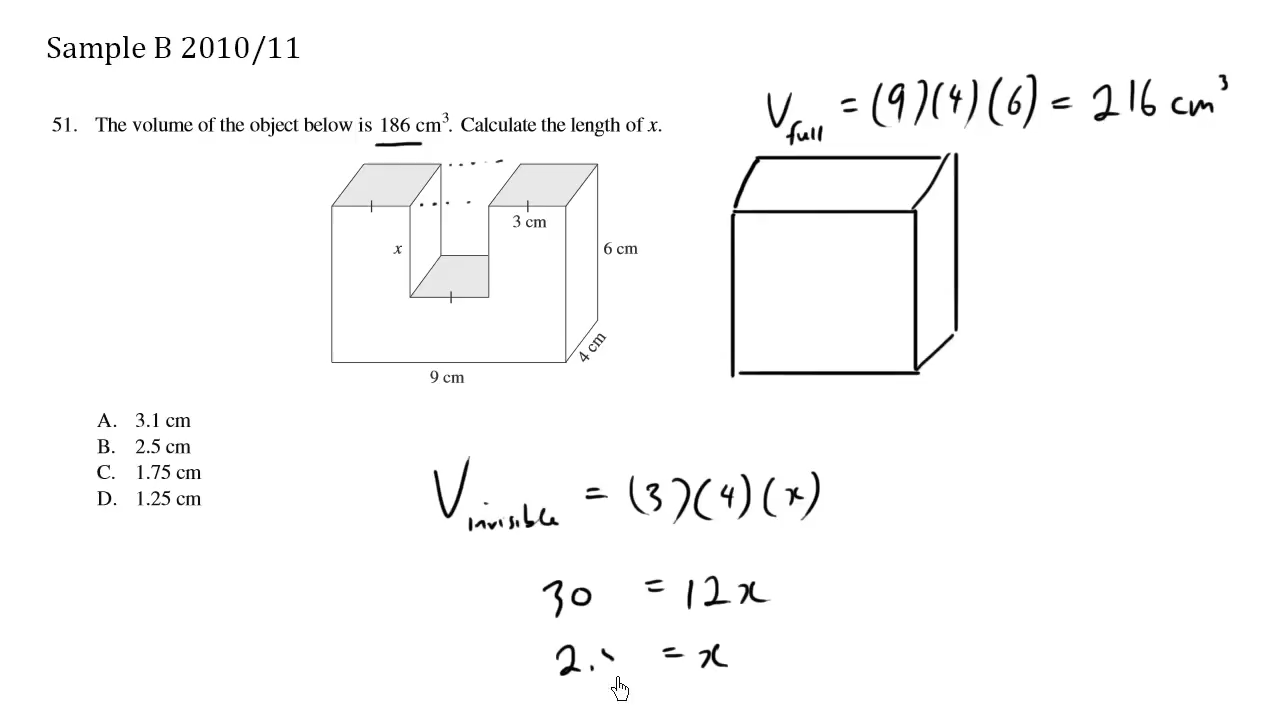 Sample B 2010/11
V full = (9)(4)(6) = 216 cm³
51. The volume of the object below is 186 cm³. Calculate the length of x.
3 cm
x
6 cm
4 cm
9 cm
A. 3.1 cm
B. 2.5 cm
C. 1.75 cm
D. 1.25 cm
V invisible = (3)(4)(x)
30 = 12x
2. = x